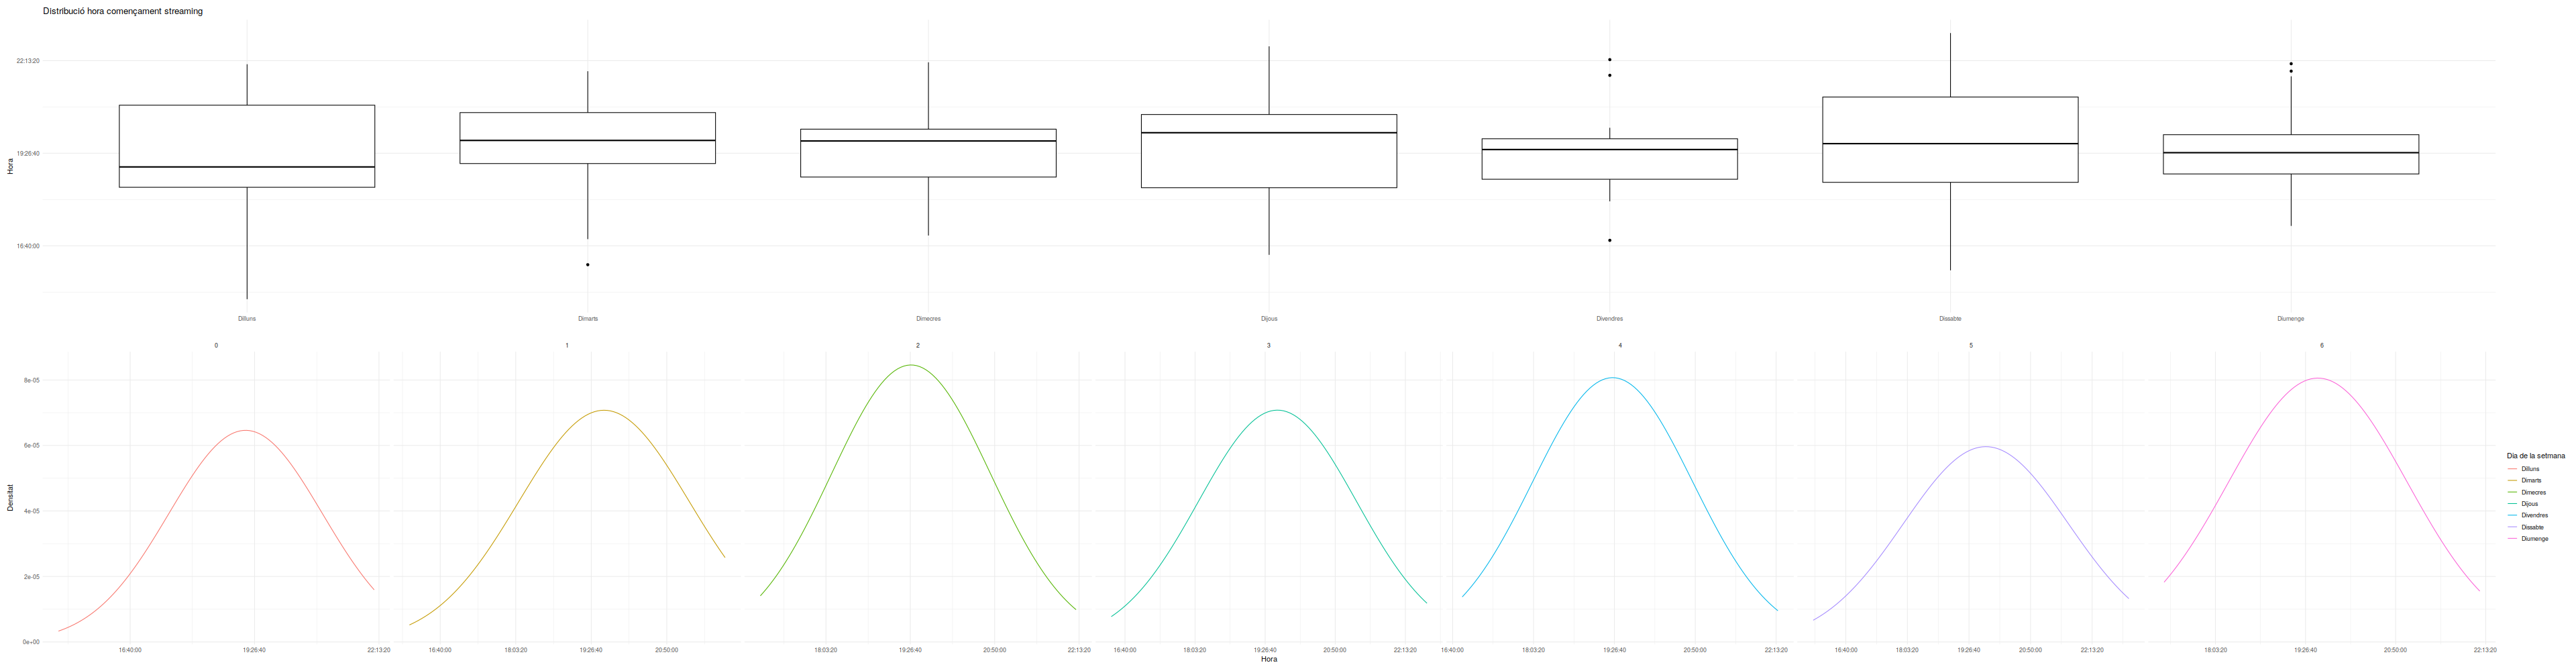 Distribució hora començament streaming
Hora
22:13:20
19:26:40
16:40:00
Dilluns Dimarts Dimecres Dijous Divendres Dissabte Diumenge
0 1 2 3 4 5 6
Densitat
8e-05
6e-05
4e-05
2e-05
0e+00
16:40:00 19:26:40 22:13:20 16:40:00 18:03:20 19:26:40 20:50:00 18:03:20 19:26:40 20:50:00 22:13:20 16:40:00 18:03:20 19:26:40 20:50:00 22:13:20 16:40:00 18:03:20 19:26:40 20:50:00 22:13:20 16:40:00 18:03:20 19:26:40 20:50:00 22:13:20 18:03:20 19:26:40 20:50:00 22:13:20
Hora
Dia de la setmana
Dilluns
Dimarts
Dimecres
Dijous
Divendres
Dissabte
Diumenge